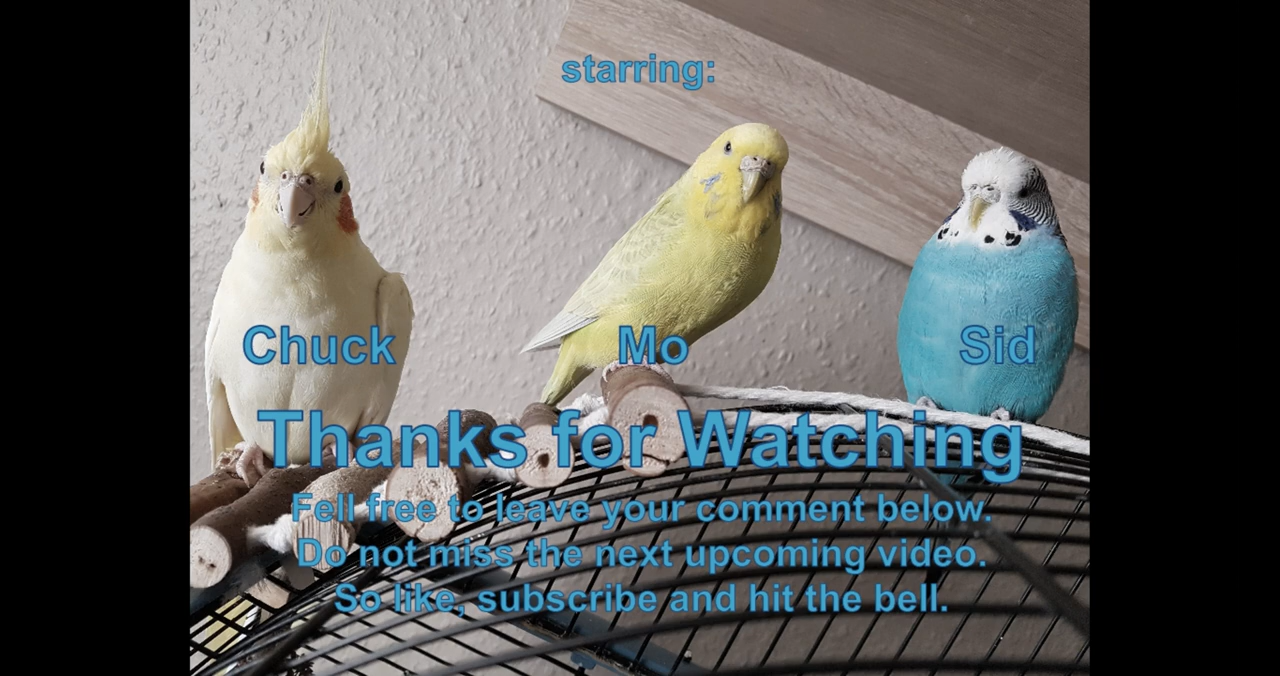 starring:
Chuck Mo Sid
Thanks for Watching
Fell free to leave your comment below.
Do not miss the next upcoming video.
So like, subscribe and hit the bell.